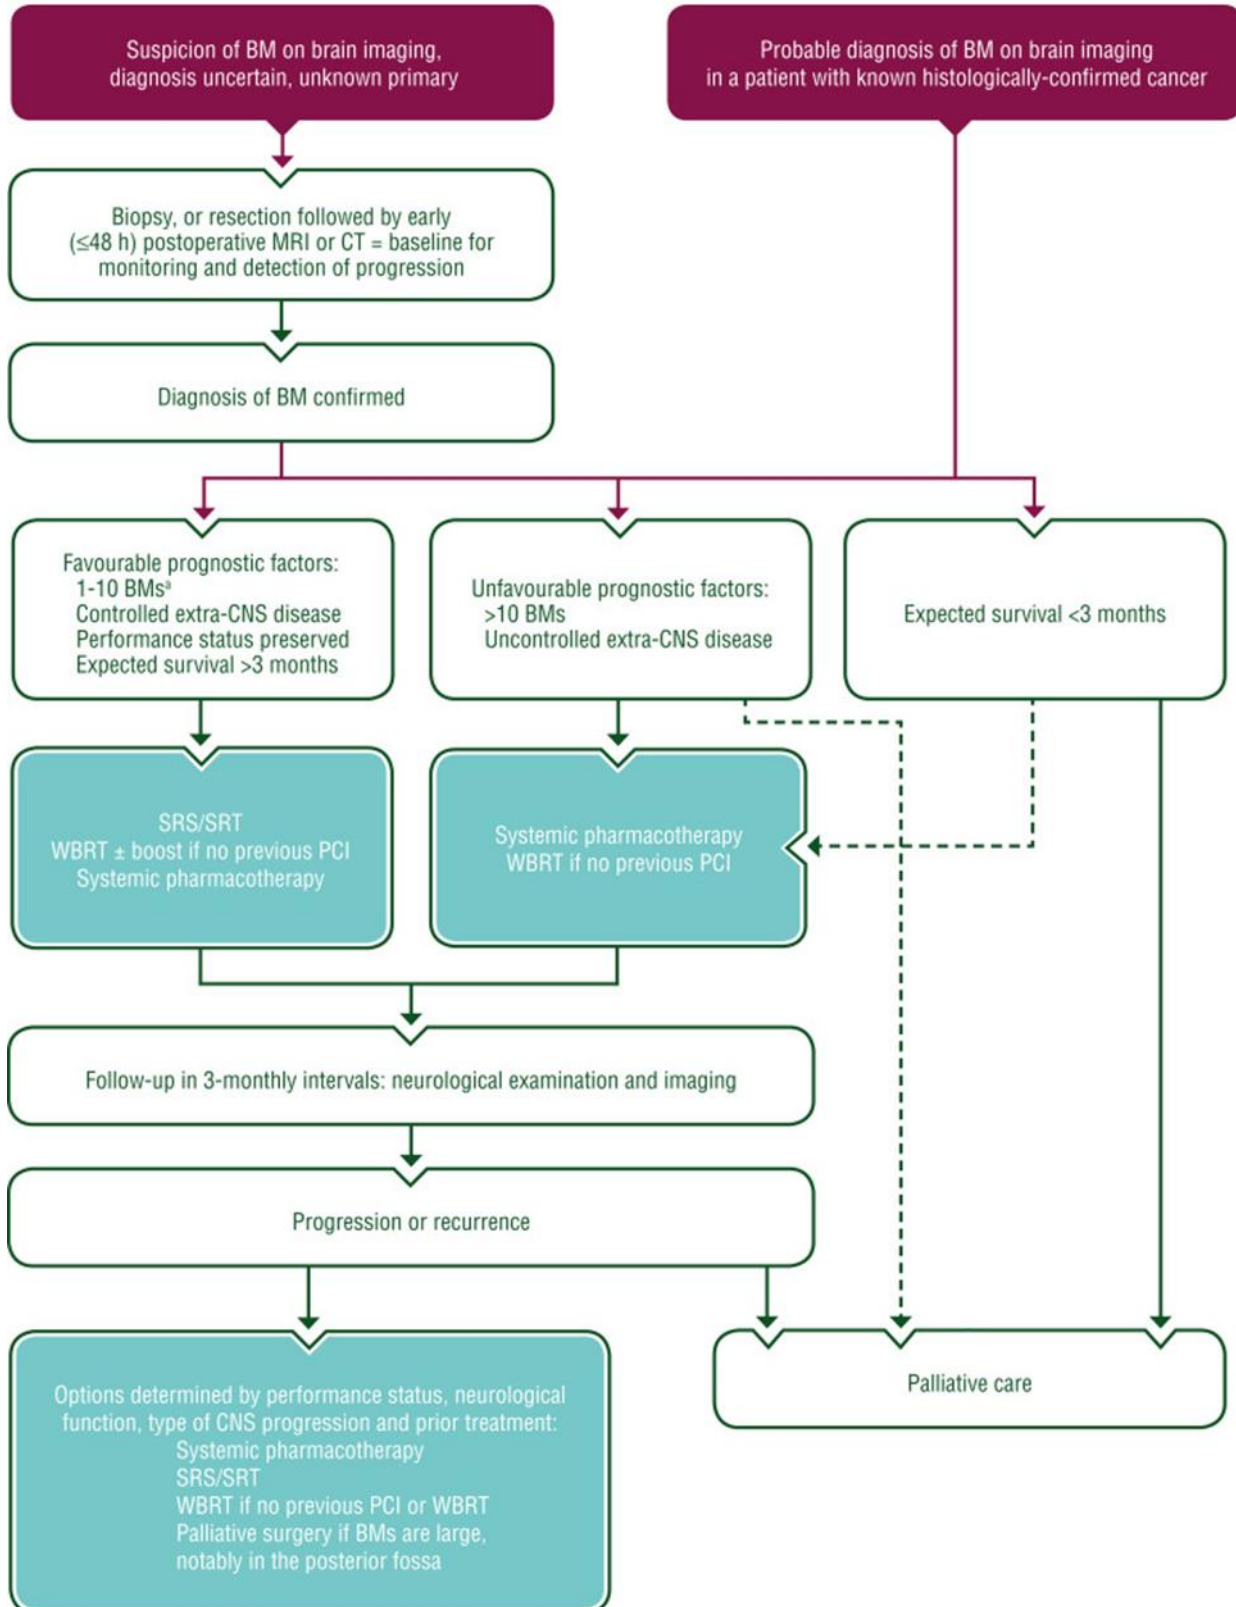 Suspicion of BM on brain imaging,
diagnosis uncertain, unknown primary
Probable diagnosis of BM on brain imaging
in a patient with known histologically-confirmed cancer
Biopsy, or resection followed by early
(≤48 h) postoperative MRI or CT = baseline for
monitoring and detection of progression
Diagnosis of BM confirmed
Favourable prognostic factors:
1-10 BMsᵃ
Controlled extra-CNS disease
Performance status preserved
Expected survival >3 months
Unfavourable prognostic factors:
>10 BMs
Uncontrolled extra-CNS disease
Expected survival <3 months
SRS/SRT
WBRT ± boost if no previous PCI
Systemic pharmacotherapy
Systemic pharmacotherapy
WBRT if no previous PCI
Follow-up in 3-monthly intervals: neurological examination and imaging
Progression or recurrence
Options determined by performance status, neurological
function, type of CNS progression and prior treatment:
Systemic pharmacotherapy
SRS/SRT
WBRT if no previous PCI or WBRT
Palliative surgery if BMs are large,
notably in the posterior fossa
Palliative care